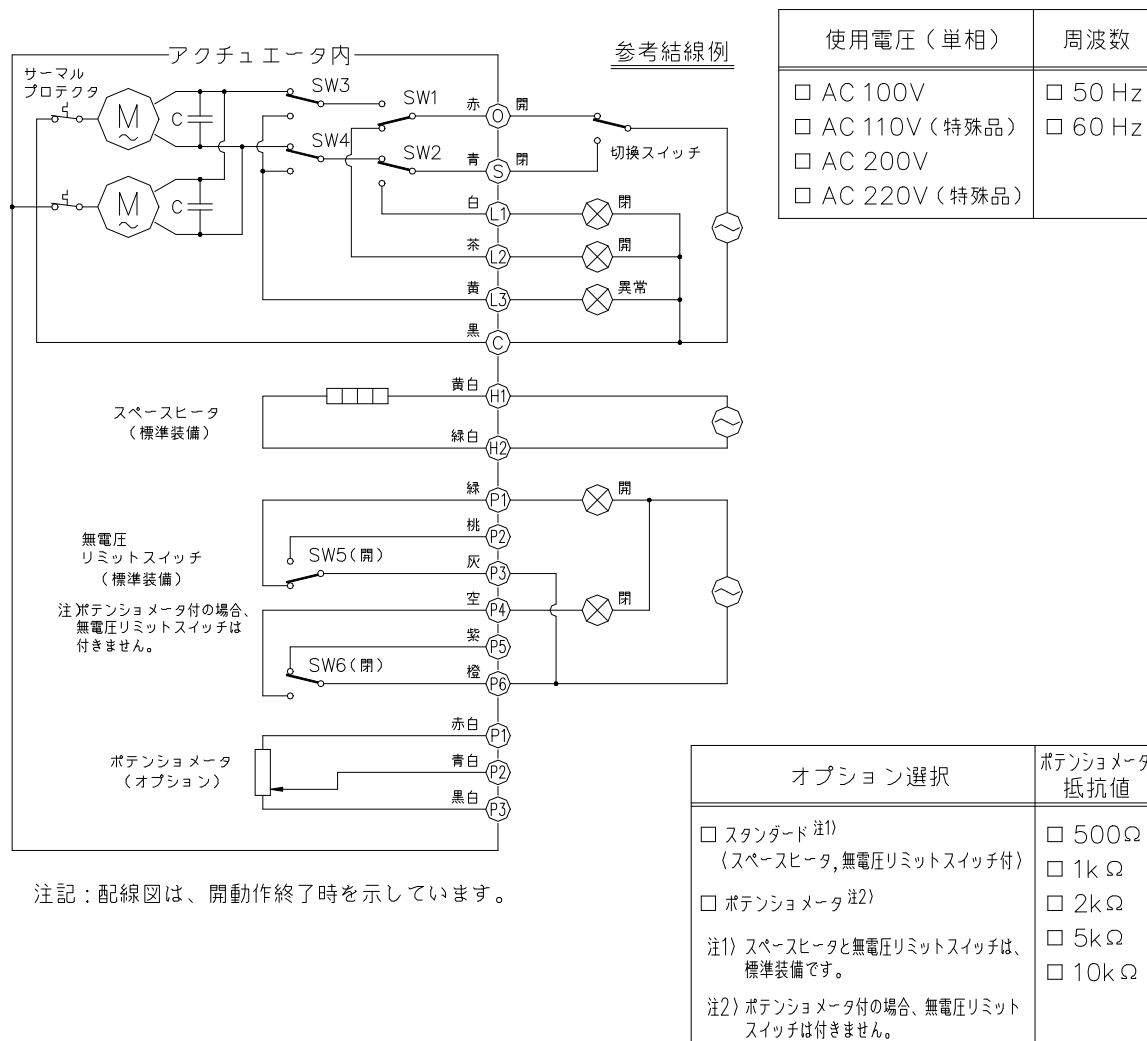 アクチュエータ内
参考結線例
サーマル
プロテクタ
M
C
SW3
SW1
赤
O
開
SW4
SW2
青
S
閉
切換スイッチ
M
C
白
L1
閉
茶
L2
開
黄
L3
異常
黒
C
スペースヒータ
(標準装備)
黄白
H1
緑白
H2
無電圧
リミットスイッチ
(標準装備)
注)ポテンショメータ付の場合、
無電圧リミットスイッチは
付きません。
緑
P1
開
桃
P2
SW5(開)
灰
P3
空
P4
閉
紫
P5
SW6(閉)
橙
P6
ポテンショメータ
(オプション)
赤白
P1
青白
P2
黒白
P3
注記:配線図は、開動作終了時を示しています。
使用電圧(単相)
周波数
□ AC 100V
□ 50 Hz
□ AC 110V(特殊品)
□ 60 Hz
□ AC 200V
□ AC 220V(特殊品)
オプション選択
ポテンショメータ
抵抗値
□ スタンダード注1)
(スペースヒータ,無電圧リミットスイッチ付)
□ ポテンショメータ注2)
注1) スペースヒータと無電圧リミットスイッチは、
標準装備です。
注2) ポテンショメータ付の場合、無電圧リミット
スイッチは付きません。
□ 500Ω
□ 1kΩ
□ 2kΩ
□ 5kΩ
□ 10kΩ